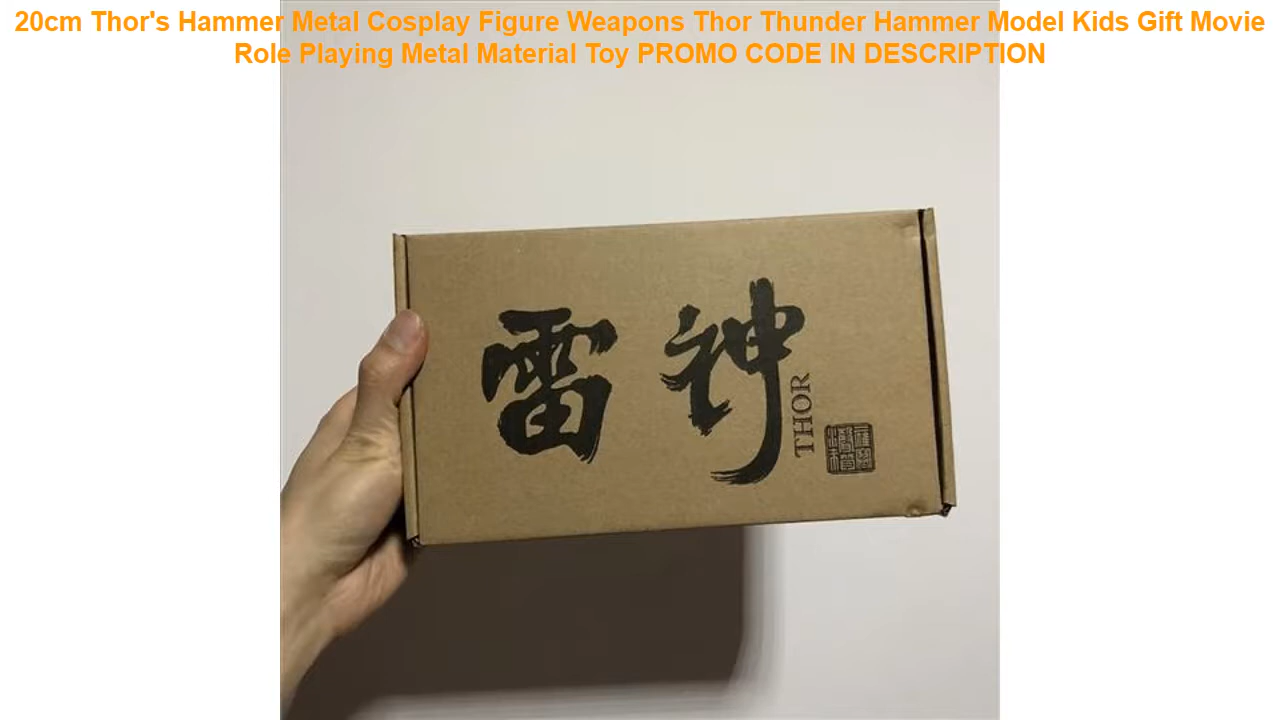 20cm Thor's Hammer Metal Cosplay Figure Weapons Thor Thunder Hammer Model Kids Gift Movie
Role Playing Metal Material Toy PROMO CODE IN DESCRIPTION
雷神
THOR